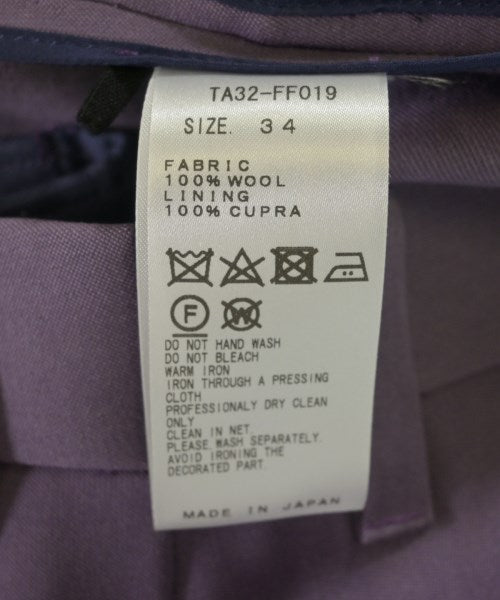 TA32-FF019
SIZE. 34
FABRIC
100% WOOL
LINING
100% CUPRA
F W
DO NOT HAND WASH
DO NOT BLEACH
WARM IRON
IRON THROUGH A PRESSING
CLOTH
PROFESSIONALY DRY CLEAN
ONLY
CLEAN IN NET.
PLEASE WASH SEPARATELY.
AVOID IRONING THE
DECORATED PART.
MADE IN JAPAN